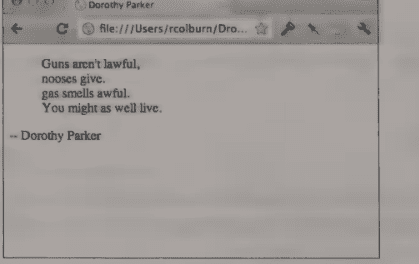 Dorothy Parker
file:///Users/rcolburn/Dro...
Guns aren't lawful,
nooses give.
gas smells awful.
You might as well live.
-- Dorothy Parker